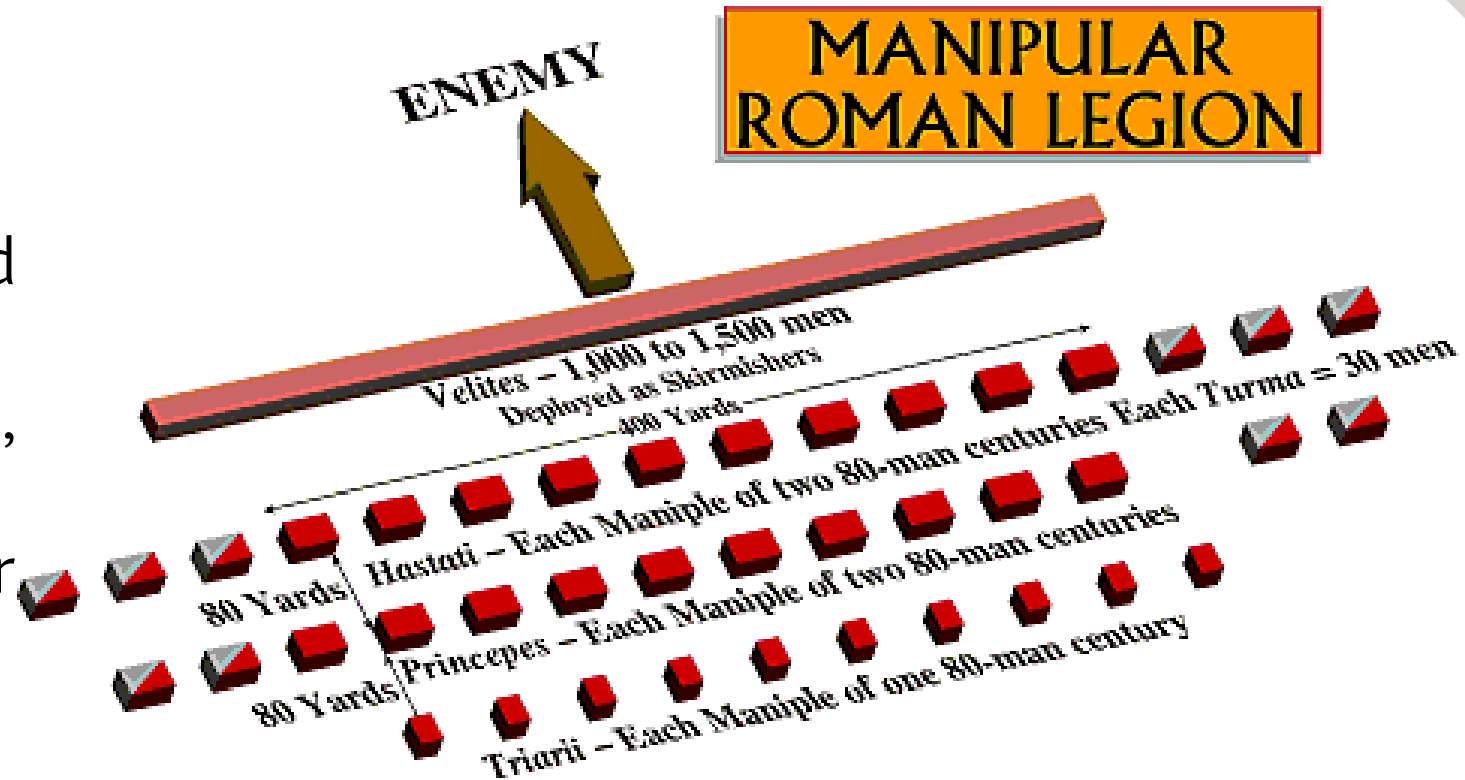 MANIPULAR
ROMAN LEGION
ENEMY
d
,
r
Velites – 1,000 to 1,500 men
Deployed as Skirmishers
400 Yards
Hastati – Each Maniple of two 80-man centuries Each Turma = 30 men
80 Yards
Princepes – Each Maniple of two 80-man centuries
80 Yards
Triarii – Each Maniple of one 80-man century